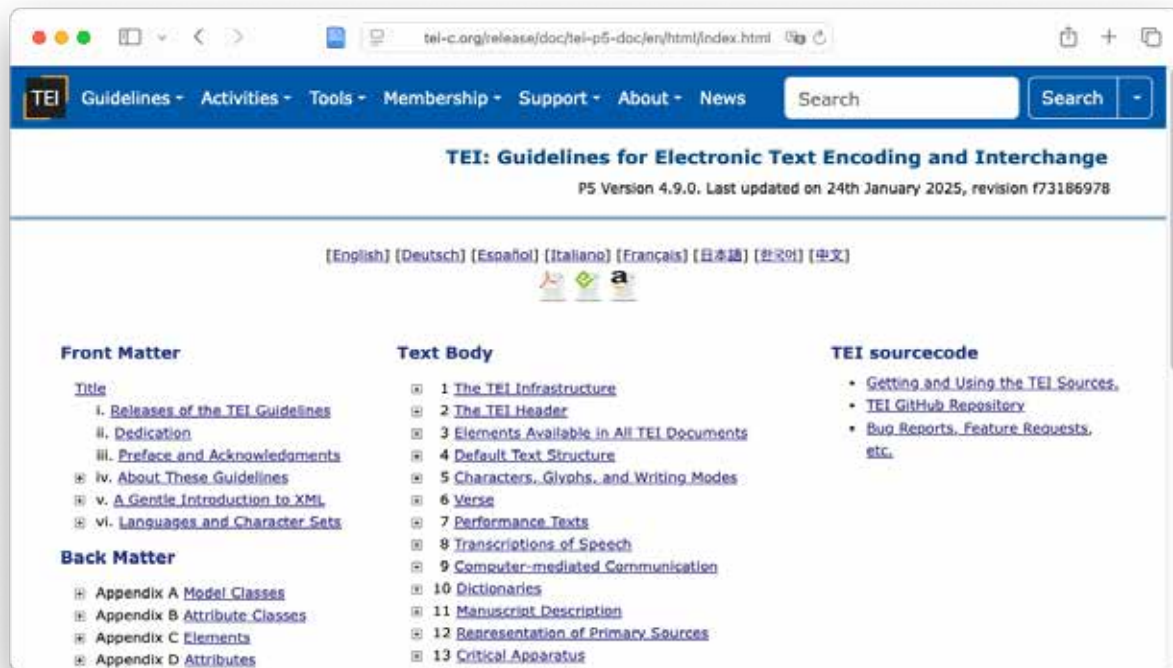 tei-c.org/release/doc/tei-p5-doc/en/html/index.html
TEI Guidelines Activities Tools Membership Support About News Search Search
TEI: Guidelines for Electronic Text Encoding and Interchange
P5 Version 4.9.0. Last updated on 24th January 2025, revision f73186978
[English] [Deutsch] [Español] [Italiano] [Français] [日本語] [한국어] [中文]
Front Matter
Title
i. Releases of the TEI Guidelines
ii. Dedication
iii. Preface and Acknowledgments
iv. About These Guidelines
v. A Gentle Introduction to XML
vi. Languages and Character Sets
Back Matter
Appendix A Model Classes
Appendix B Attribute Classes
Appendix C Elements
Appendix D Attributes
Text Body
1 The TEI Infrastructure
2 The TEI Header
3 Elements Available in All TEI Documents
4 Default Text Structure
5 Characters, Glyphs, and Writing Modes
6 Verse
7 Performance Texts
8 Transcriptions of Speech
9 Computer-mediated Communication
10 Dictionaries
11 Manuscript Description
12 Representation of Primary Sources
13 Critical Apparatus
TEI sourcecode
• Getting and Using the TEI Sources.
• TEI GitHub Repository
• Bug Reports, Feature Requests,
etc.